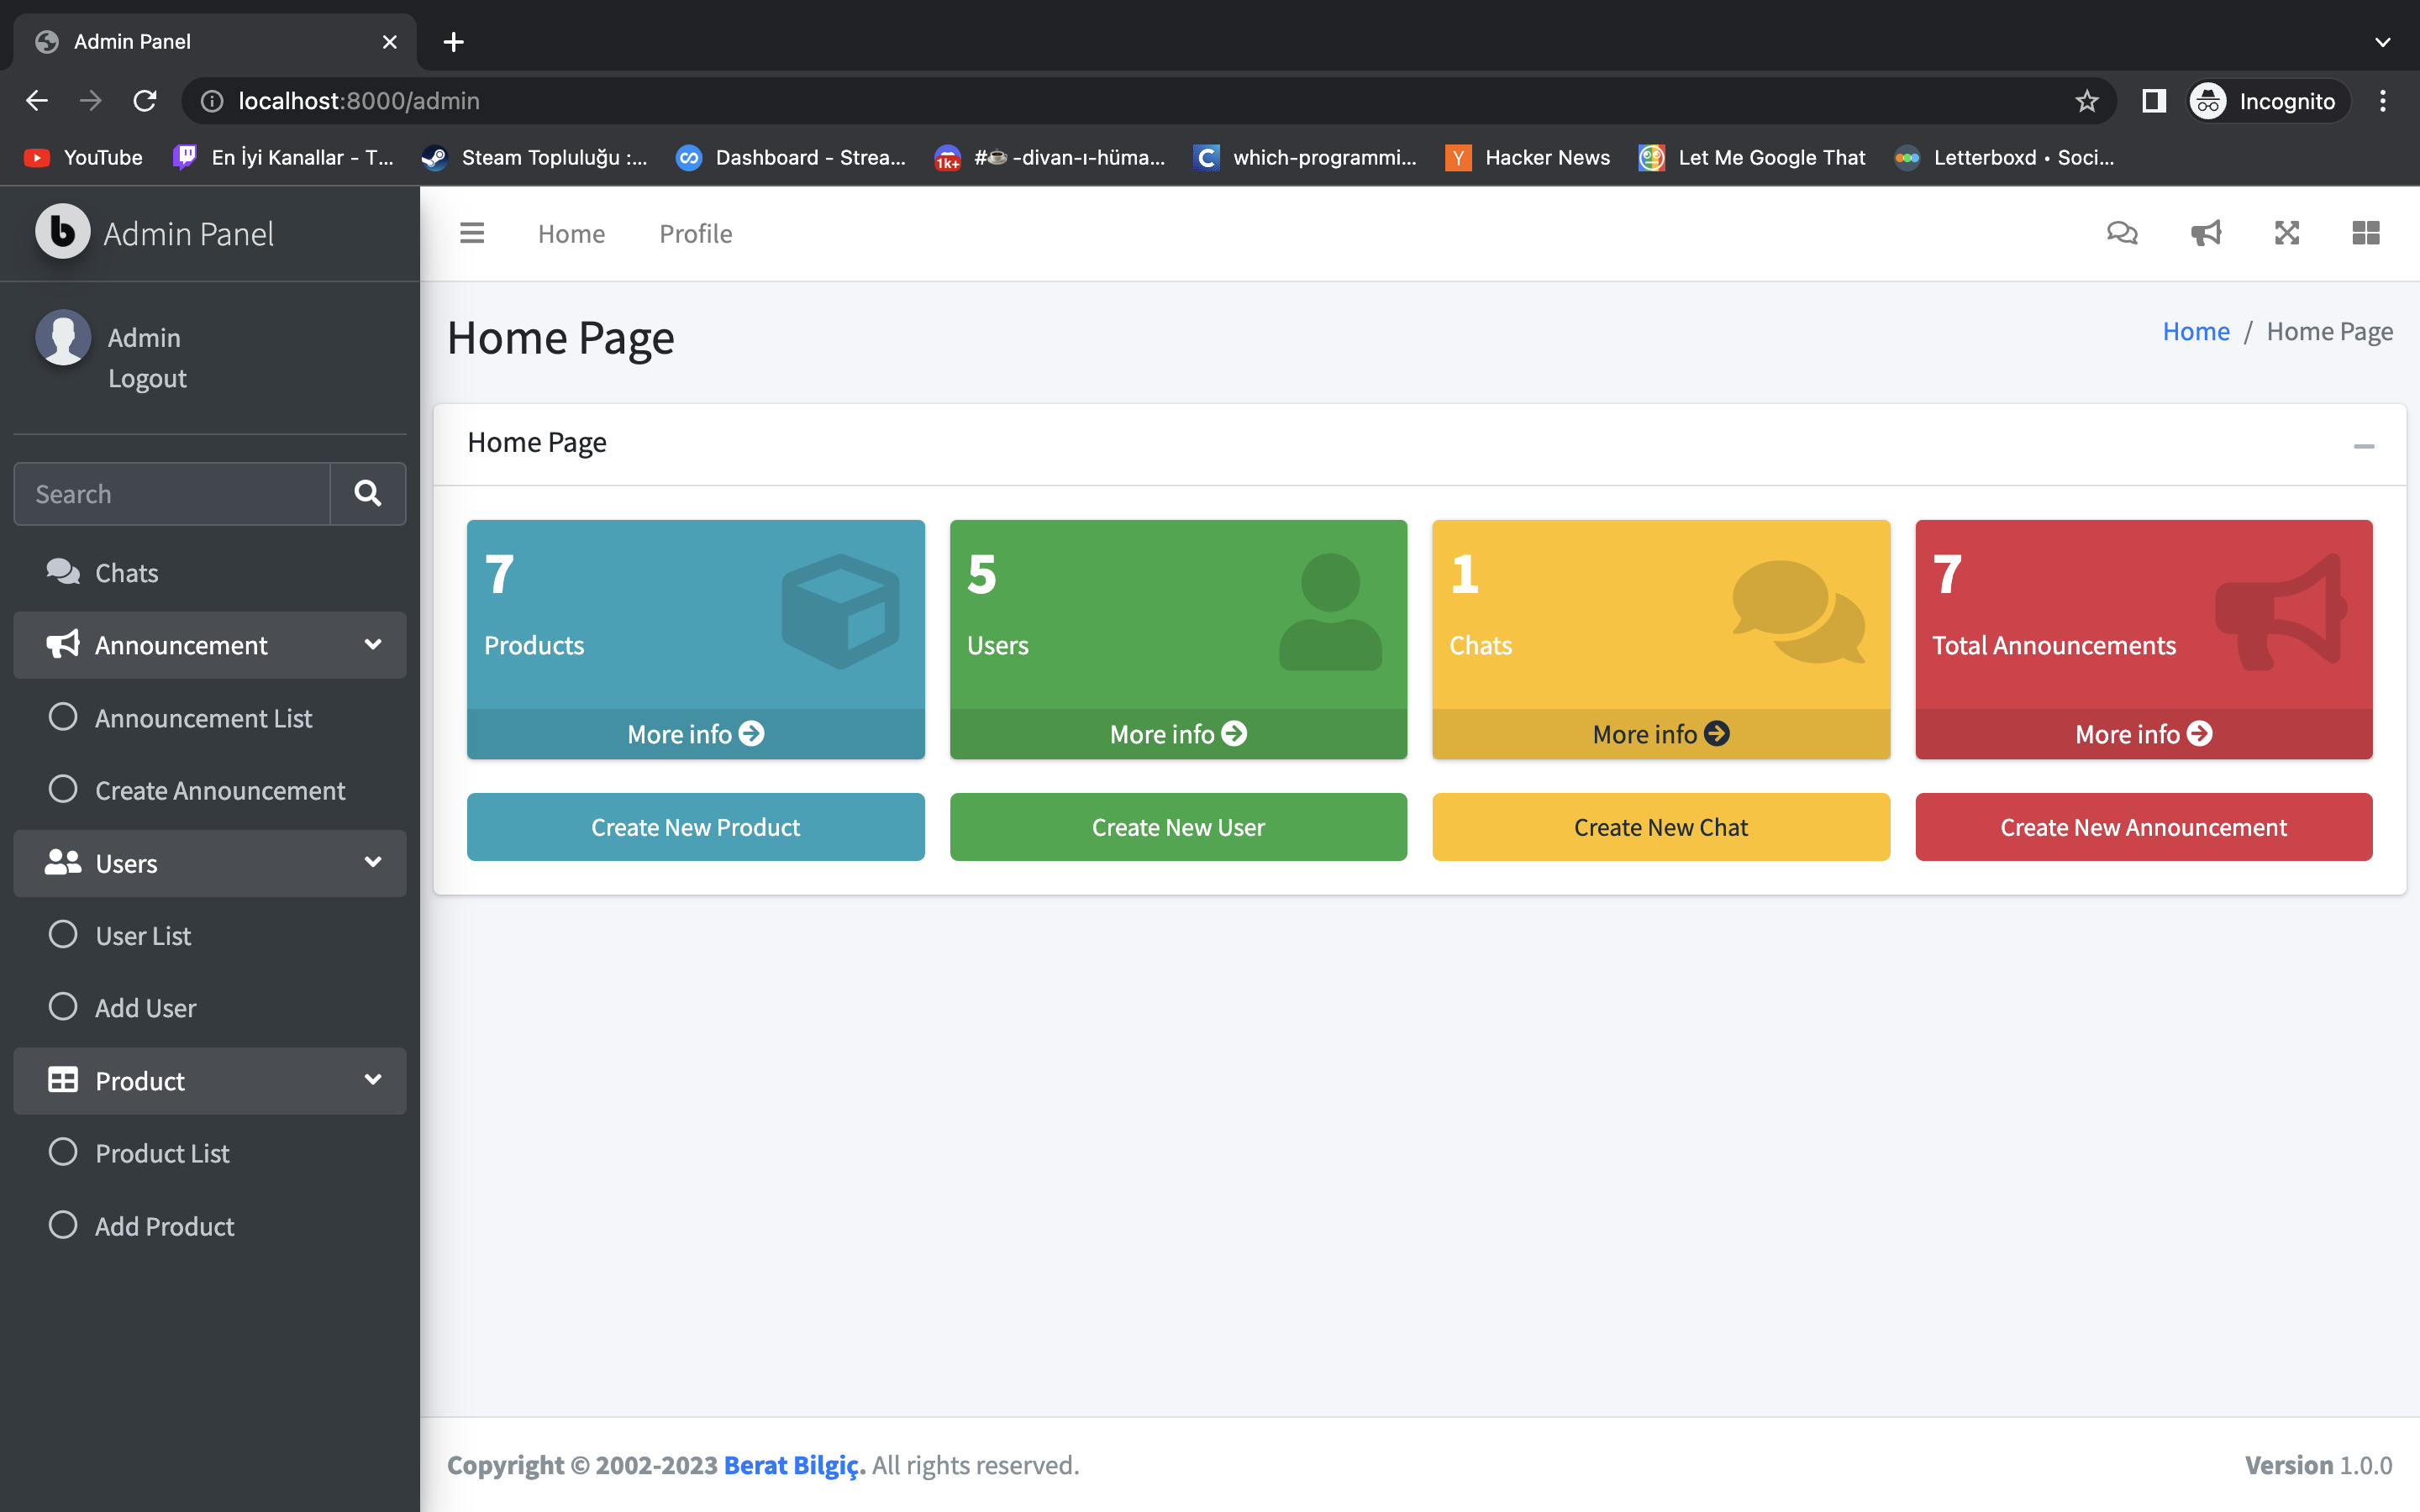 Admin Panel
localhost:8000/admin
Incognito
YouTube
En İyi Kanallar - T...
Steam Topluluğu :...
Dashboard - Strea...
1k+
#☕-divan-ı-hüma...
C
which-programmi...
Y
Hacker News
Let Me Google That
Letterboxd • Soci...
b
Admin Panel
Home
Profile
Admin
Logout
Home Page
Home / Home Page
Search
Home Page
Chats
Announcement
Announcement List
Create Announcement
Users
User List
Add User
Product
Product List
Add Product
7
Products
More info
5
Users
More info
1
Chats
More info
7
Total Announcements
More info
Create New Product
Create New User
Create New Chat
Create New Announcement
Copyright © 2002-2023 Berat Bilgiç. All rights reserved.
Version 1.0.0